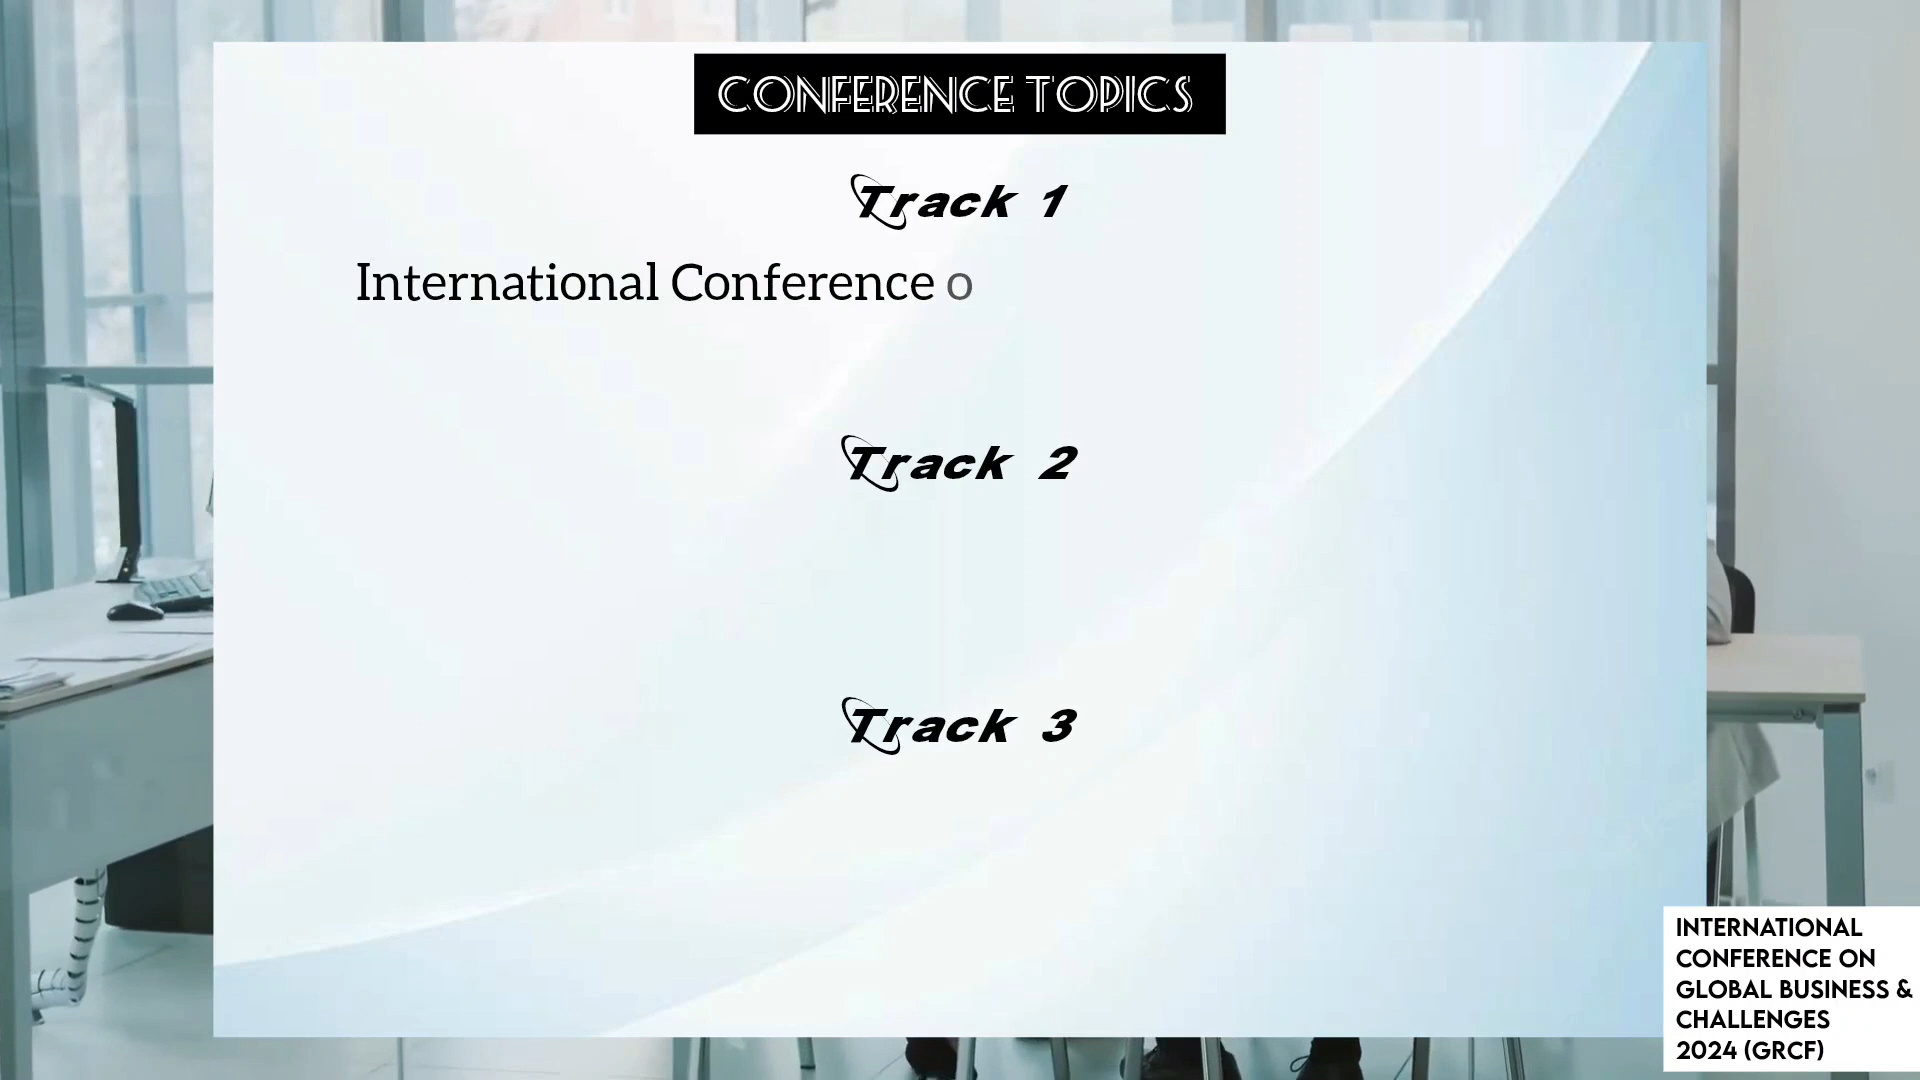 CONFERENCE TOPICS
Track 1
International Conference o
Track 2
Track 3
INTERNATIONAL
CONFERENCE ON
GLOBAL BUSINESS &
CHALLENGES
2024 (GRCF)